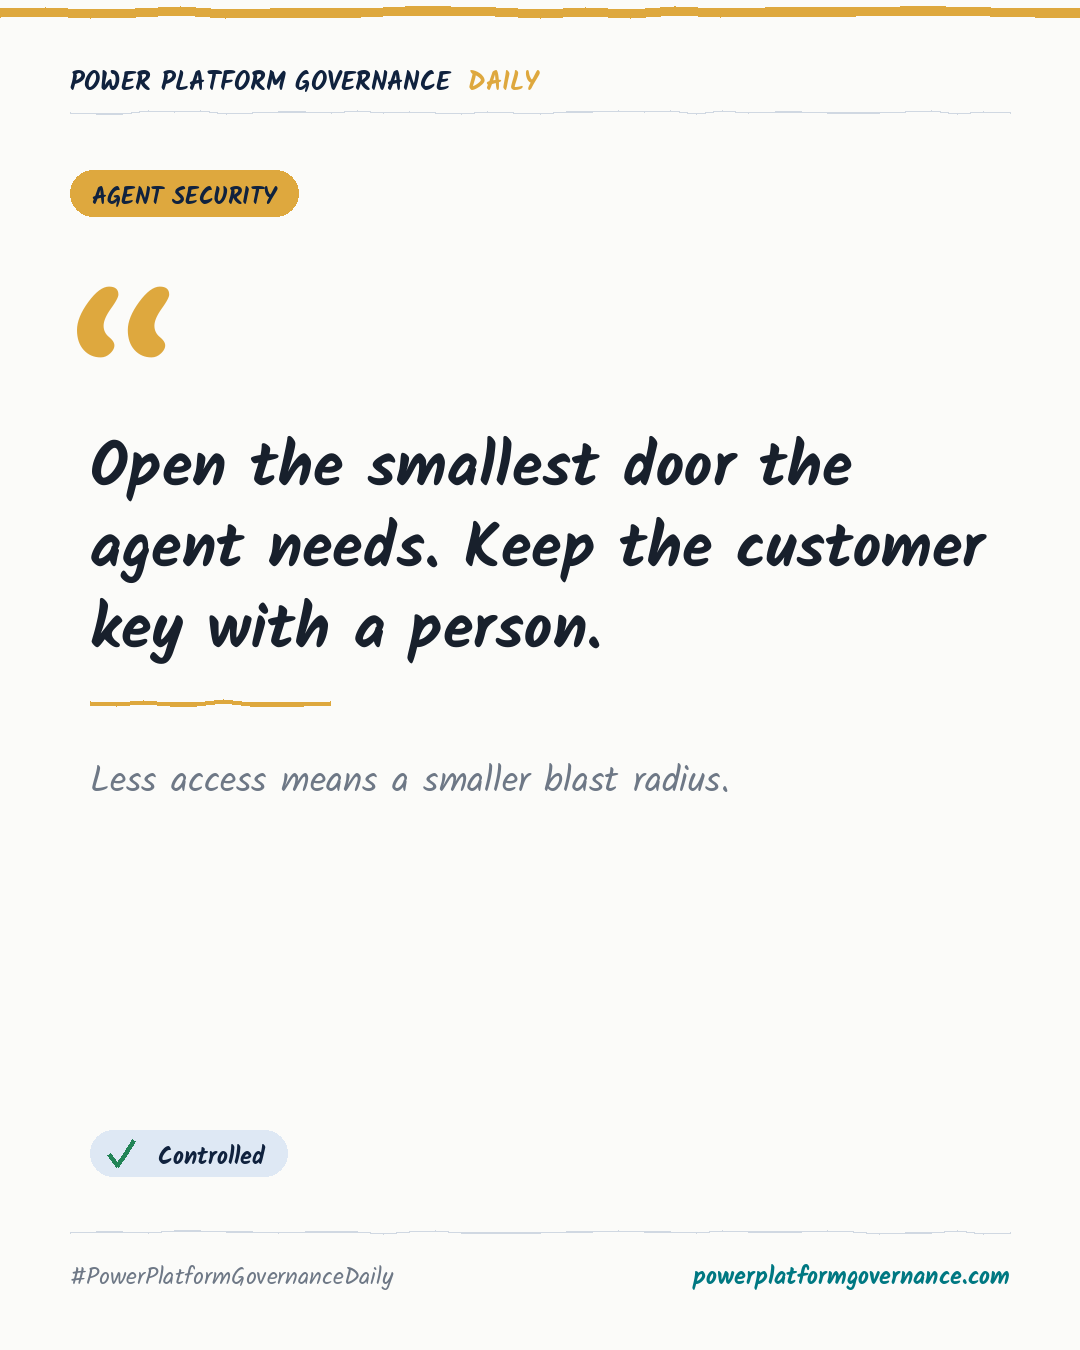 POWER PLATFORM GOVERNANCE DAILY
AGENT SECURITY
“
Open the smallest door the
agent needs. Keep the customer
key with a person.
Less access means a smaller blast radius.
Controlled
#PowerPlatformGovernanceDaily
powerplatformgovernance.com